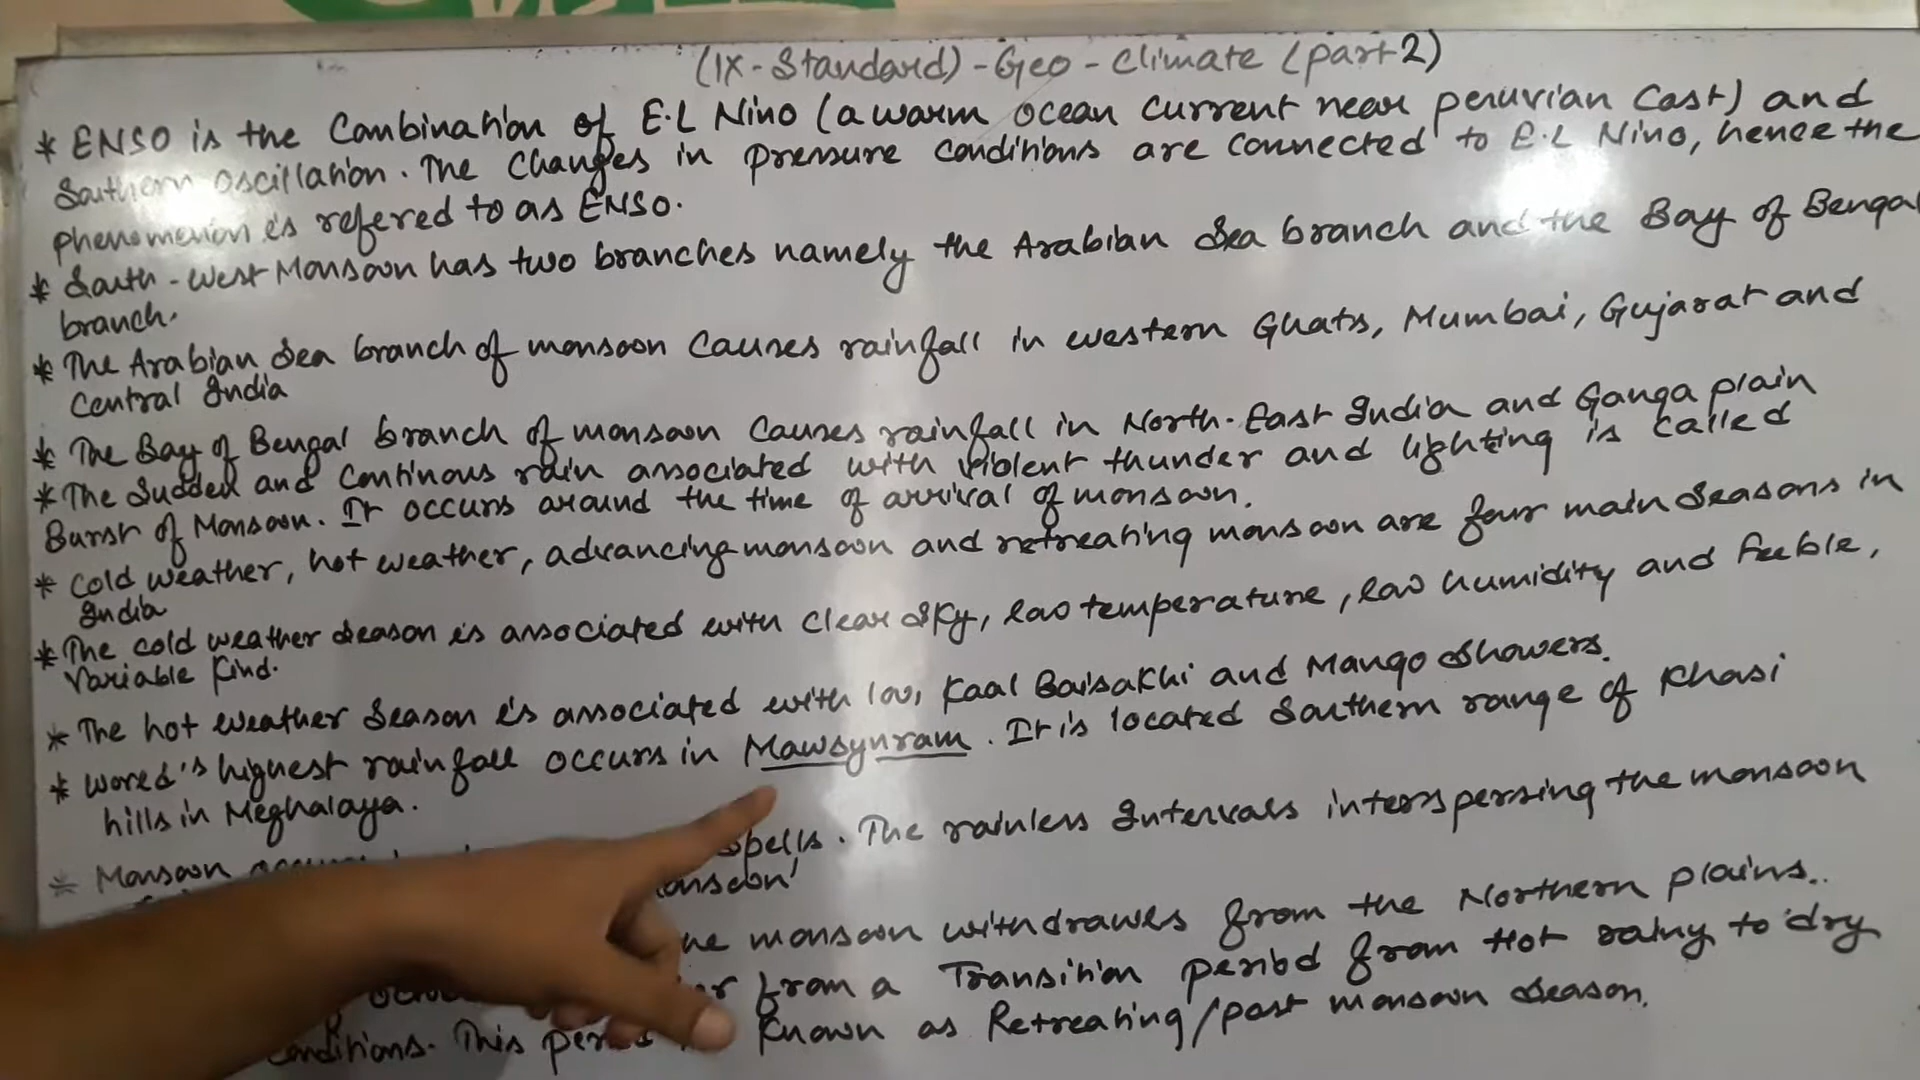 (IX-Standard)-Geo-Climate (part 2)
* ENSO is the Combination of E.L Nino (a warm ocean current near peruvian Cast) and
Southern oscillation. The Changes in pressure conditions are connected to E.L Nino, hence the
phenomenon is refered to as ENSO.
* South-west Monsoon has two branches namely the Arabian Sea branch and the Bay of Bengal
branch.
* The Arabian Sea branch of monsoon Causes rainfall in western Ghats, Mumbai, Gujarat and
Central India
* The Bay of Bengal branch of monsoon Causes rainfall in North-East India and Ganga plain
* The Sudden and Continous rain associated with violent thunder and lighting is called
Burst of Monsoon. It occurs around the time of arrival of monsoon.
* Cold weather, hot weather, advancing monsoon and retreating monsoon are four main Seasons in
India
* The cold weather Season is associated with clear sky, low temperature, low humidity and feeble,
Variable kind.
* The hot weather Season is associated with low, Kaal Baisakhi and Mango Showers.
* World's highest rainfall occurs in Mawsynram. It is located Southern range of Khasi
hills in Meghalaya.
* Monsoon spells. The rainless Intervals interspersing the monsoon
monsoon'
monsoon withdrawls from the Northern plains..
from a Transition period from Hot rainy to dry
Conditions. This known as Retreating/post monsoon Season.